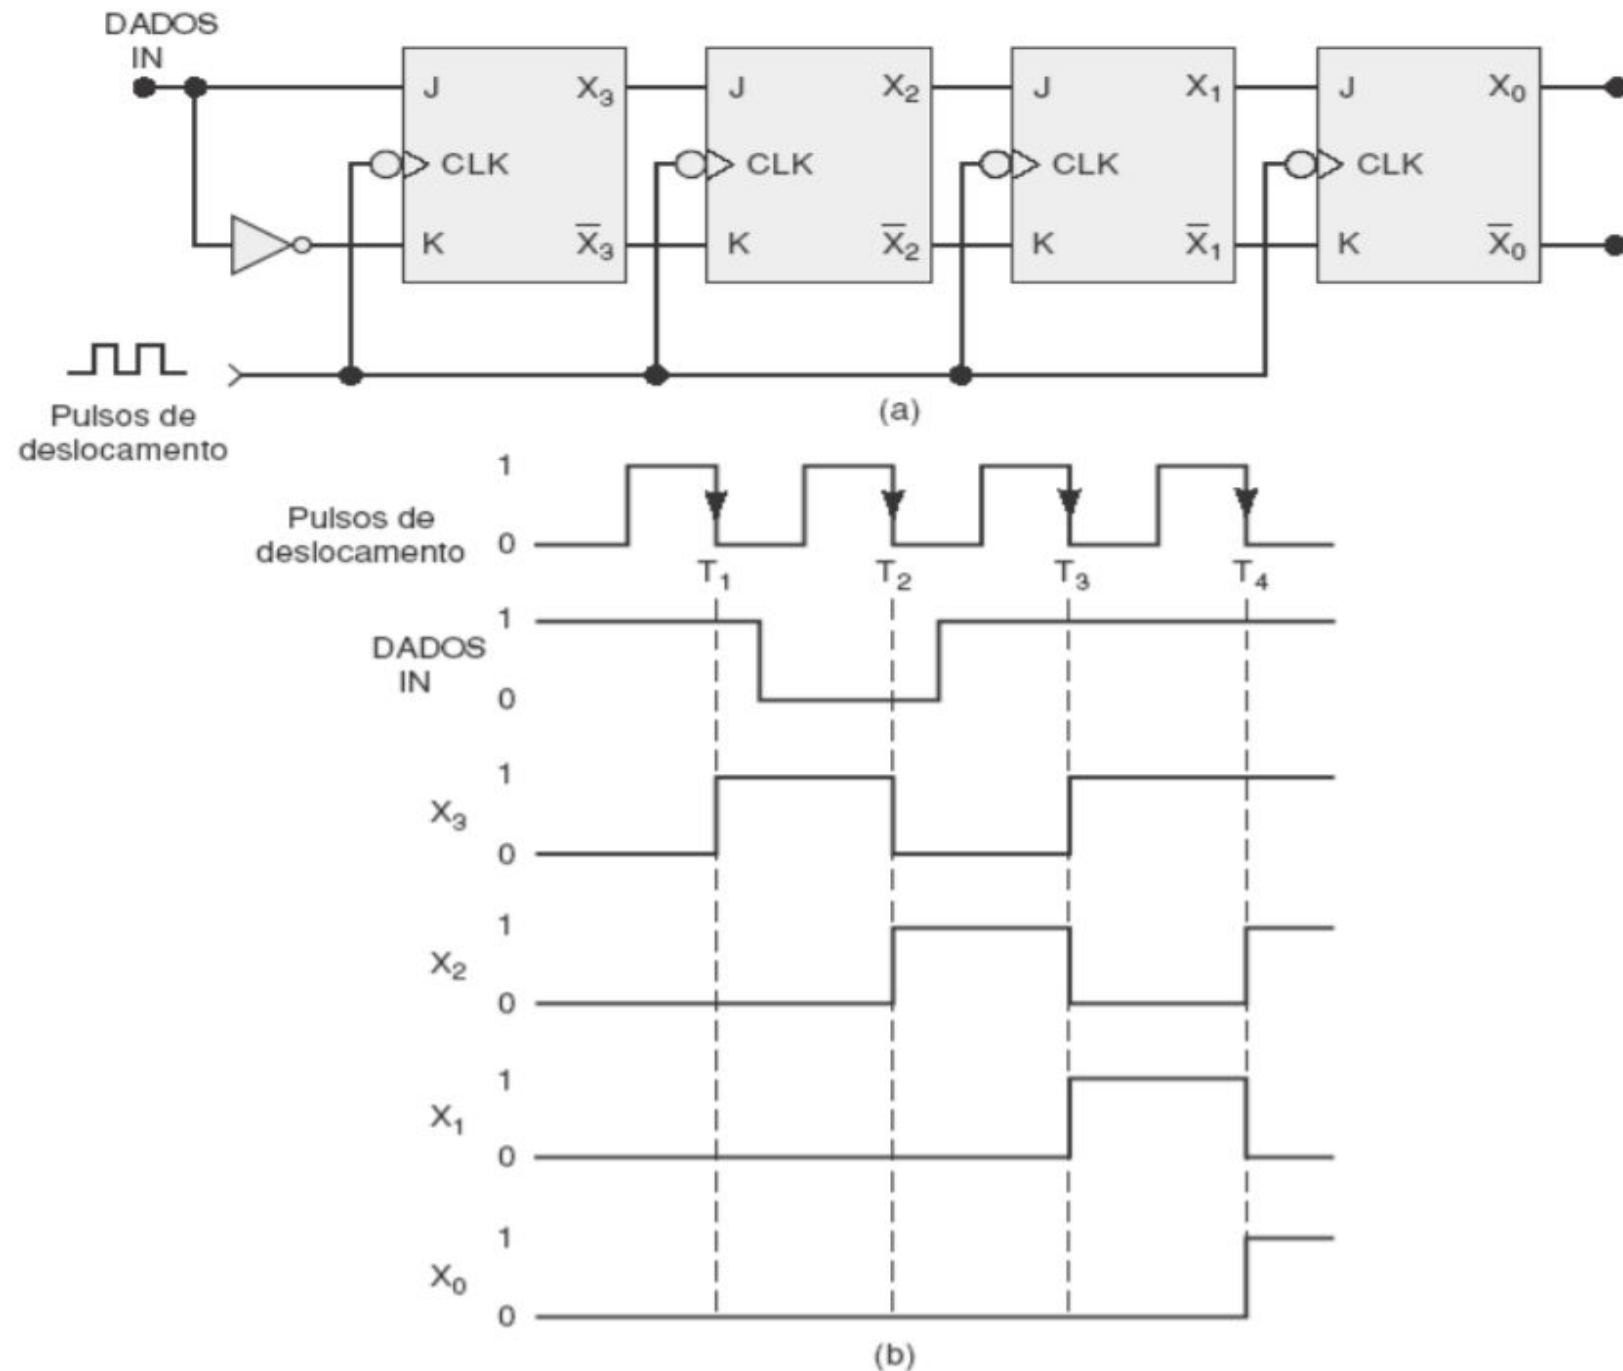 DADOS
IN
J X₃ J X₂ J X₁ J X₀
CLK CLK CLK CLK
K X̅₃ K X̅₂ K X̅₁ K X̅₀
Pulsos de
deslocamento
(a)
1
Pulsos de
deslocamento
0
T₁ T₂ T₃ T₄
1
DADOS
IN
0
1
X₃
0
1
X₂
0
1
X₁
0
1
X₀
0
(b)